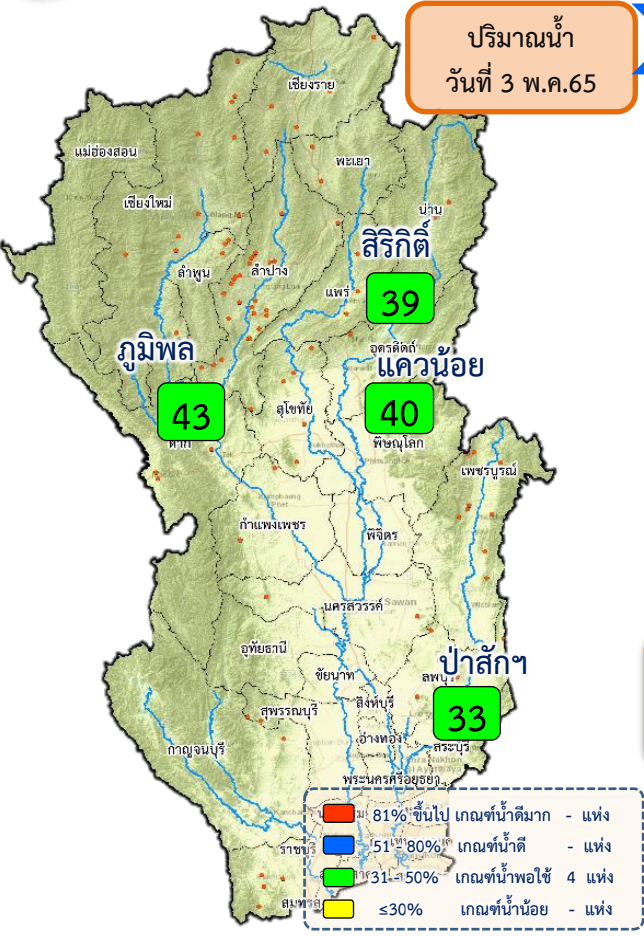 ปริมาณน้ำ
วันที่ 3 พ.ค.65
เชียงราย
แม่ฮ่องสอน
พะเยา
เชียงใหม่
น่าน
สิริกิติ์
ลำพูน
ลำปาง
แพร่
39
ภูมิพล
อุตรดิตถ์
แควน้อย
43
สุโขทัย
40
ตาก
พิษณุโลก
เพชรบูรณ์
กำแพงเพชร
พิจิตร
นครสวรรค์
อุทัยธานี
ป่าสักฯ
ชัยนาท
ลพบุรี
สิงห์บุรี
33
สุพรรณบุรี
อ่างทอง
สระบุรี
กาญจนบุรี
พระนครศรีอยุธยา
81% ขึ้นไป เกณฑ์น้ำดีมาก - แห่ง
51 - 80% เกณฑ์น้ำดี - แห่ง
ราชบุรี
31 - 50% เกณฑ์น้ำพอใช้ 4 แห่ง
≤30% เกณฑ์น้ำน้อย - แห่ง